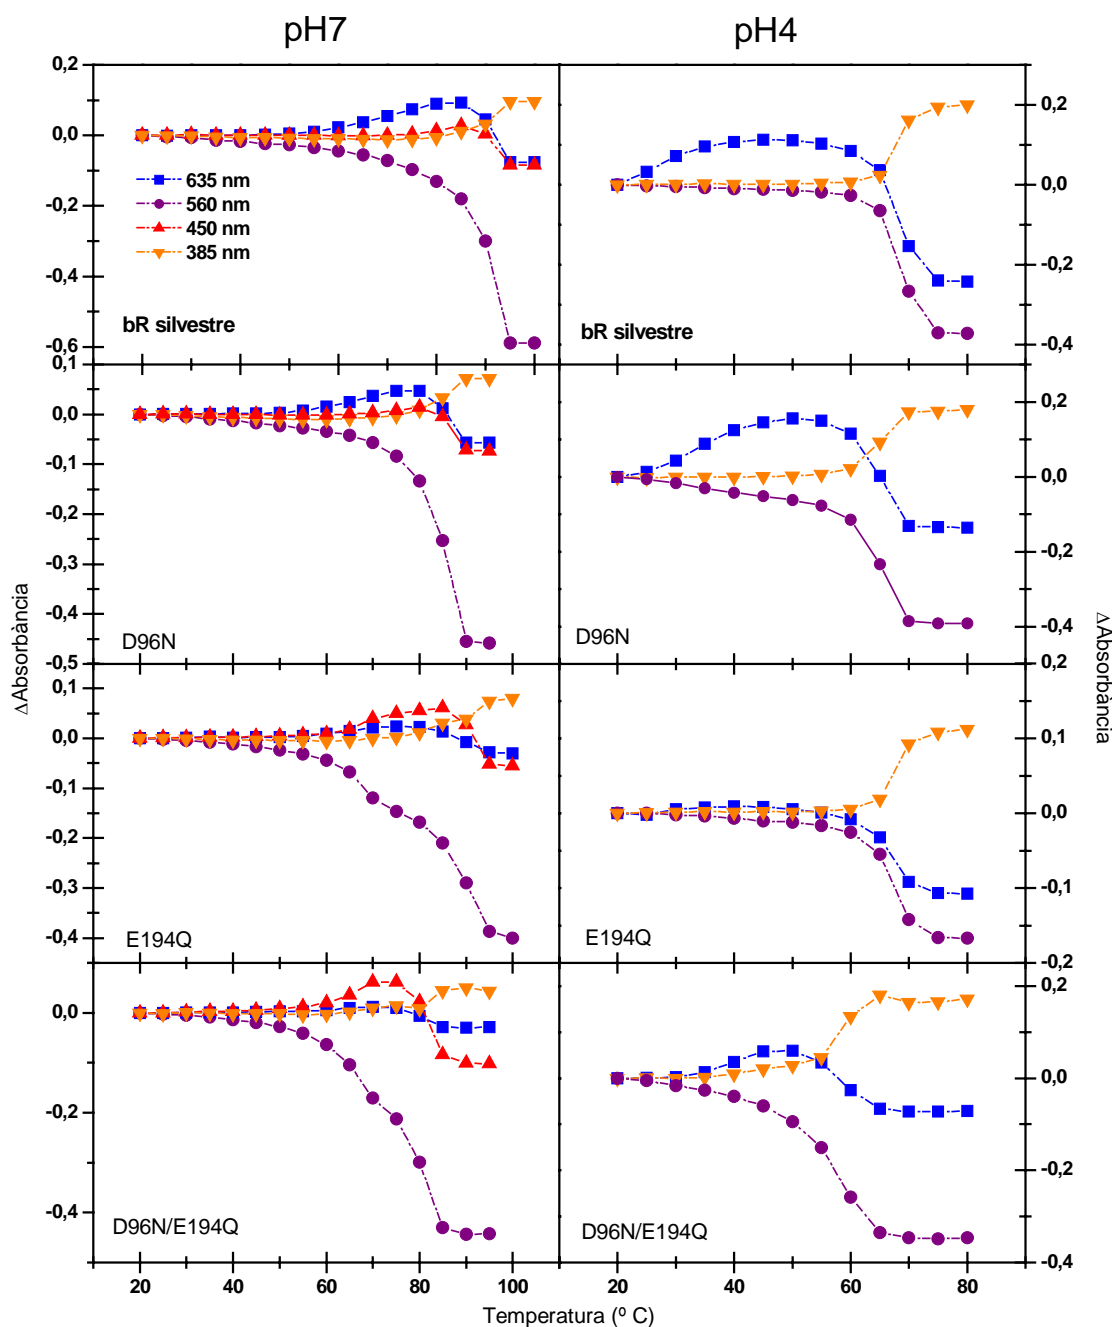 pH7
pH4
0,2
0,0
-0,2
-0,4
-0,6
635 nm
560 nm
450 nm
385 nm
bR silvestre
0,2
0,0
-0,2
-0,4
bR silvestre
0,1
0,0
-0,1
-0,2
-0,3
-0,4
-0,5
D96N
0,2
0,0
-0,2
-0,4
D96N
ΔAbsorbància
ΔAbsorbància
0,1
0,0
-0,1
-0,2
-0,3
-0,4
E194Q
0,2
0,1
0,0
-0,1
-0,2
E194Q
0,0
-0,2
-0,4
D96N/E194Q
0,2
0,0
-0,2
-0,4
D96N/E194Q
20 40 60 80 100
20 40 60 80
Temperatura (º C)